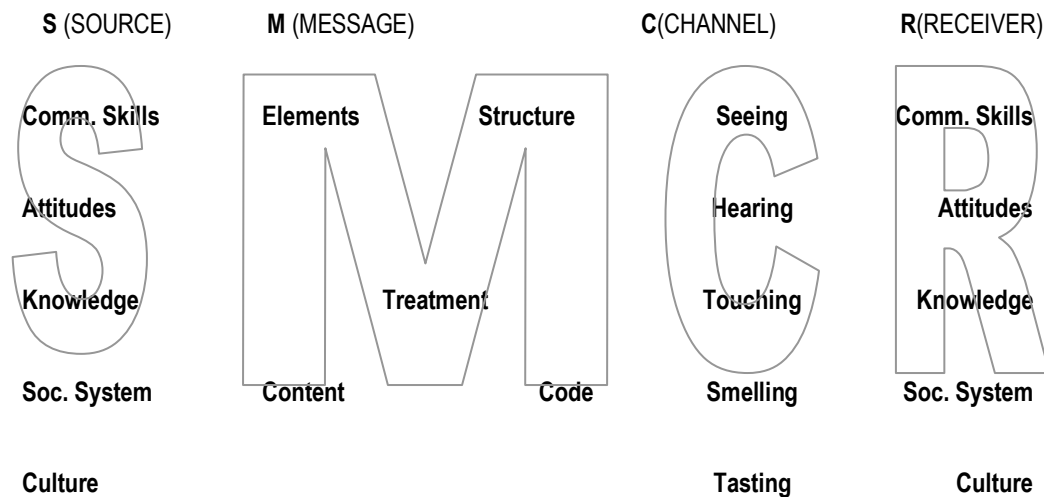 S (SOURCE) M (MESSAGE) C(CHANNEL) R(RECEIVER)
S M C R
Comm. Skills Elements Structure Seeing Comm. Skills
Attitudes Hearing Attitudes
Knowledge Treatment Touching Knowledge
Soc. System Content Code Smelling Soc. System
Culture Tasting Culture